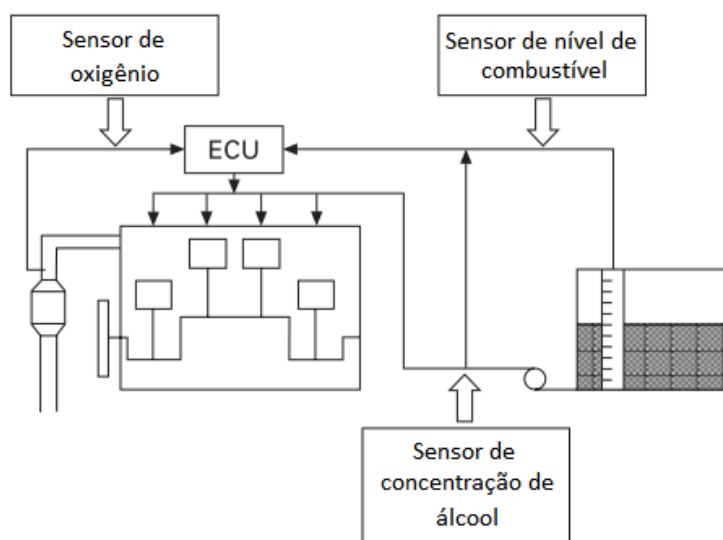 Sensor de
oxigênio
Sensor de nível de
combustível
ECU
Sensor de
concentração de
álcool